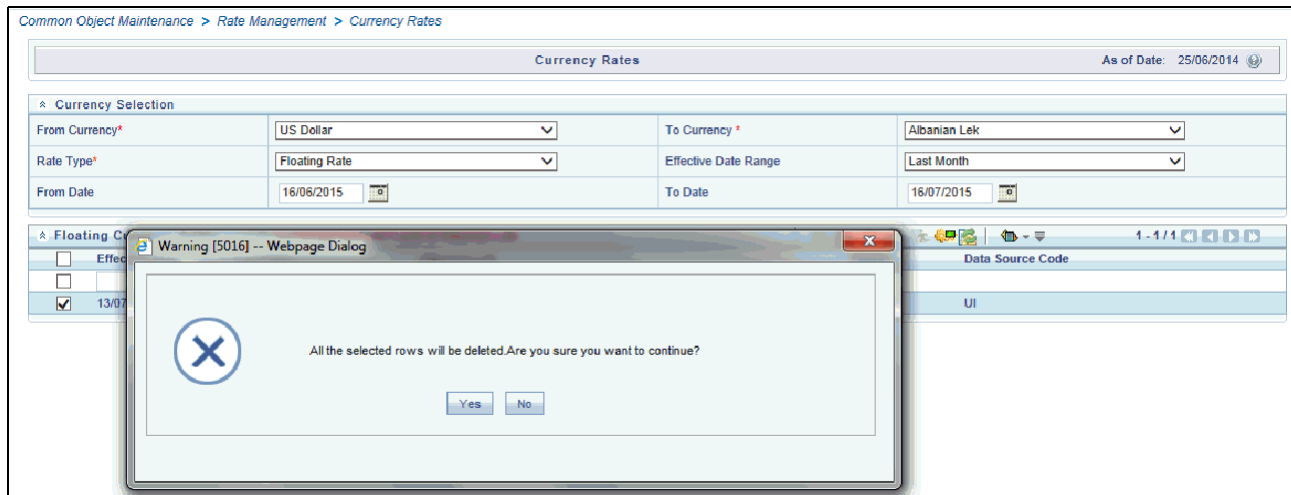 Common Object Maintenance > Rate Management > Currency Rates
Currency Rates As of Date: 25/06/2014
Currency Selection
From Currency* US Dollar To Currency * Albanian Lek
Rate Type* Floating Rate Effective Date Range Last Month
From Date 16/06/2015 To Date 16/07/2015
Floating 1 - 1 / 1
Warning [5016] -- Webpage Dialog
Data Source Code
13/07 UI
All the selected rows will be deleted.Are you sure you want to continue?
Yes No